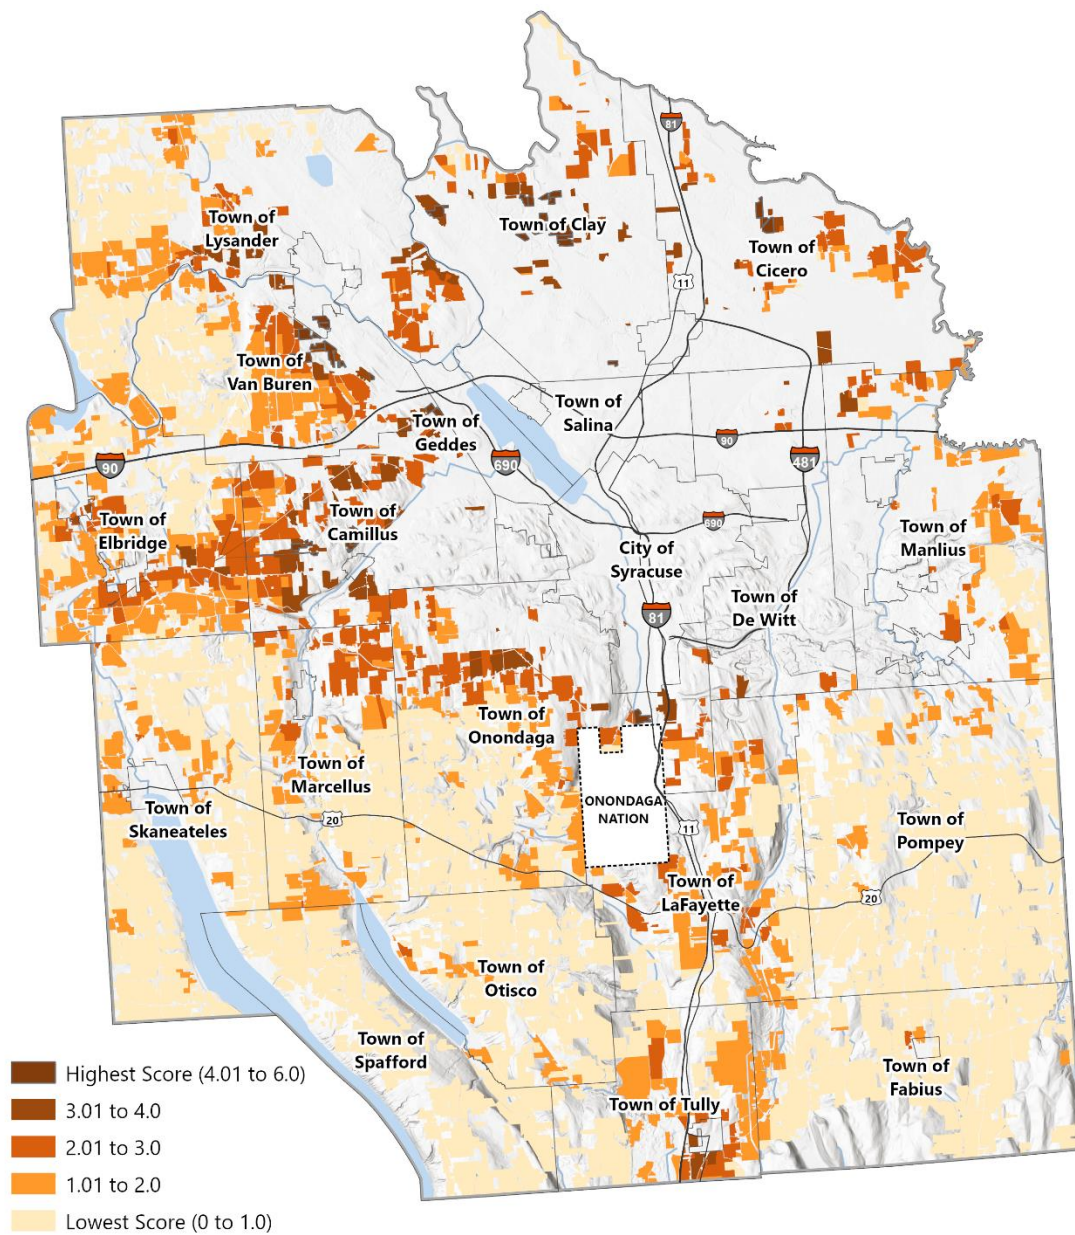 81
Town of
Lysander
Town of Clay
Town of
Cicero
11
Town of
Van Buren
Town of
Salina
Town of
Geddes
90
90
690
481
Town of
Elbridge
Town of
Camillus
690
Town of
Manlius
City of
Syracuse
Town of
De Witt
81
Town of
Onondaga
Town of
Marcellus
ONONDAGA
NATION
Town of
Skaneateles
20
11
Town of
Pompey
Town of
LaFayette
20
Town of
Otisco
Town of
Spafford
Town of
Fabius
Town of Tully
Highest Score (4.01 to 6.0)
3.01 to 4.0
2.01 to 3.0
1.01 to 2.0
Lowest Score (0 to 1.0)